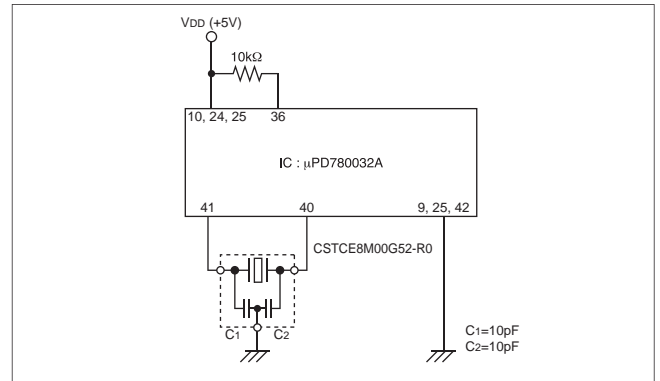 VDD (+5V)
10kΩ
10, 24, 25 36
IC : μPD780032A
41 40 9, 25, 42
CSTCE8M00G52-R0
C1 C2
C1=10pF
C2=10pF